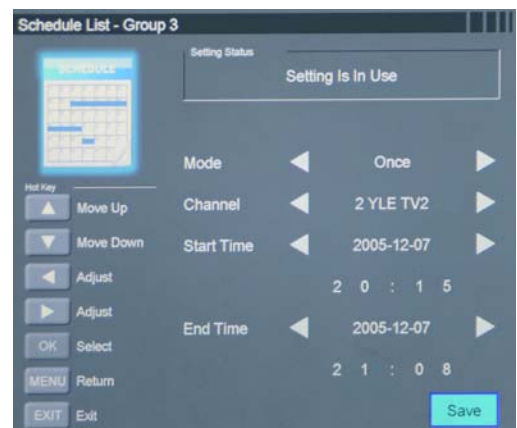 Schedule List - Group 3
SCHEDULE
Setting Status
Setting Is In Use
Mode
Once
Channel
2 YLE TV2
Start Time
2005-12-07
2 0 : 1 5
End Time
2005-12-07
2 1 : 0 8
Save
Hot Key
Move Up
Move Down
Adjust
Adjust
OK Select
MENU Return
EXIT Exit